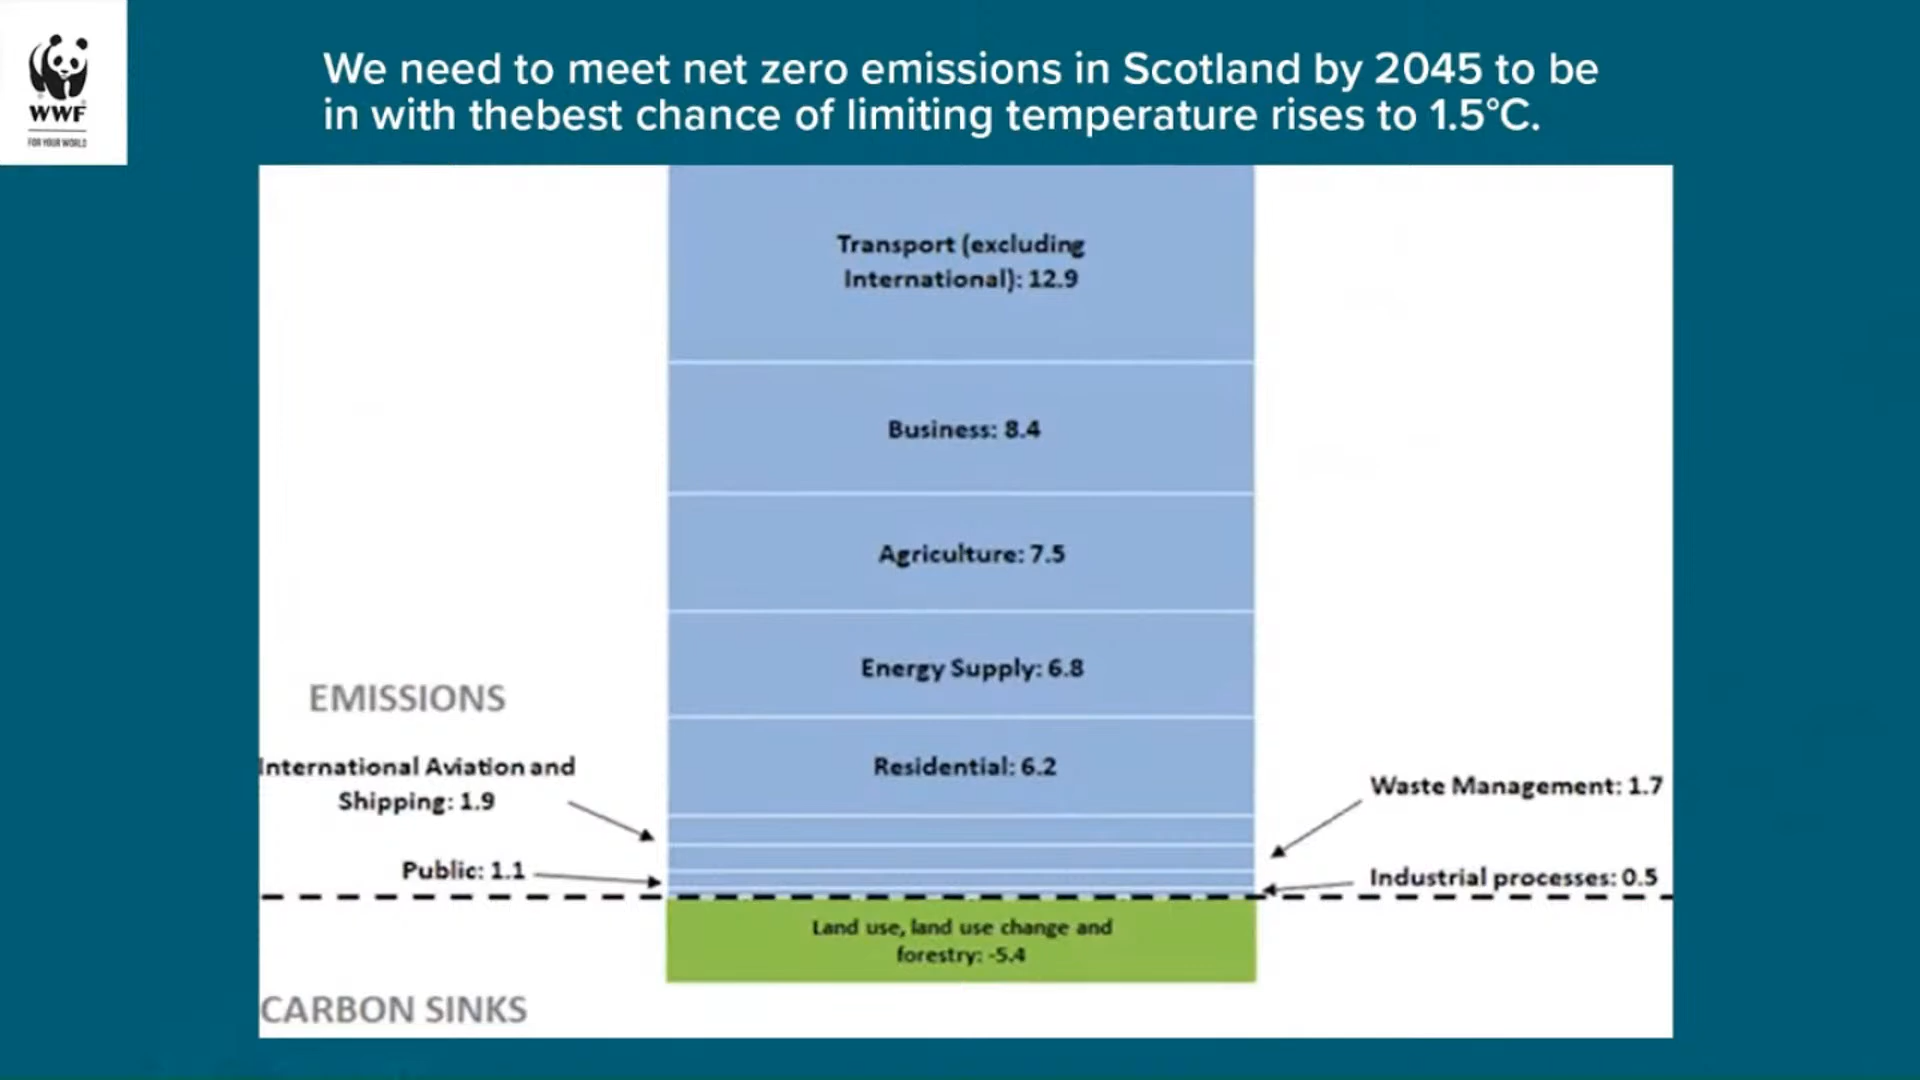 WWF
FOR YOUR WORLD
We need to meet net zero emissions in Scotland by 2045 to be
in with thebest chance of limiting temperature rises to 1.5°C.
Transport (excluding
International): 12.9
Business: 8.4
Agriculture: 7.5
Energy Supply: 6.8
EMISSIONS
Residential: 6.2
International Aviation and
Shipping: 1.9
Waste Management: 1.7
Public: 1.1
Industrial processes: 0.5
Land use, land use change and
forestry: -5.4
CARBON SINKS